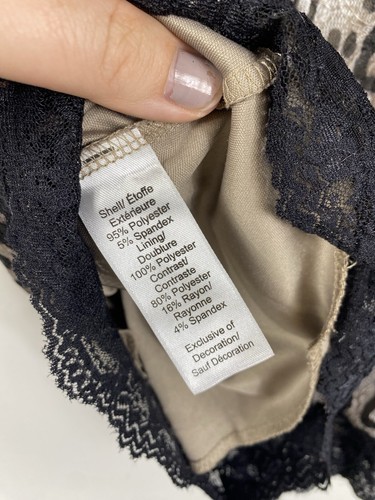 Shell/ Étoffe
Extérieure
95% Polyester
5% Spandex
Lining/
Doublure
100% Polyester
Contrast/
Contraste
80% Polyester
16% Rayon/
Rayonne
4% Spandex
Exclusive of
Decoration/
Sauf Décoration